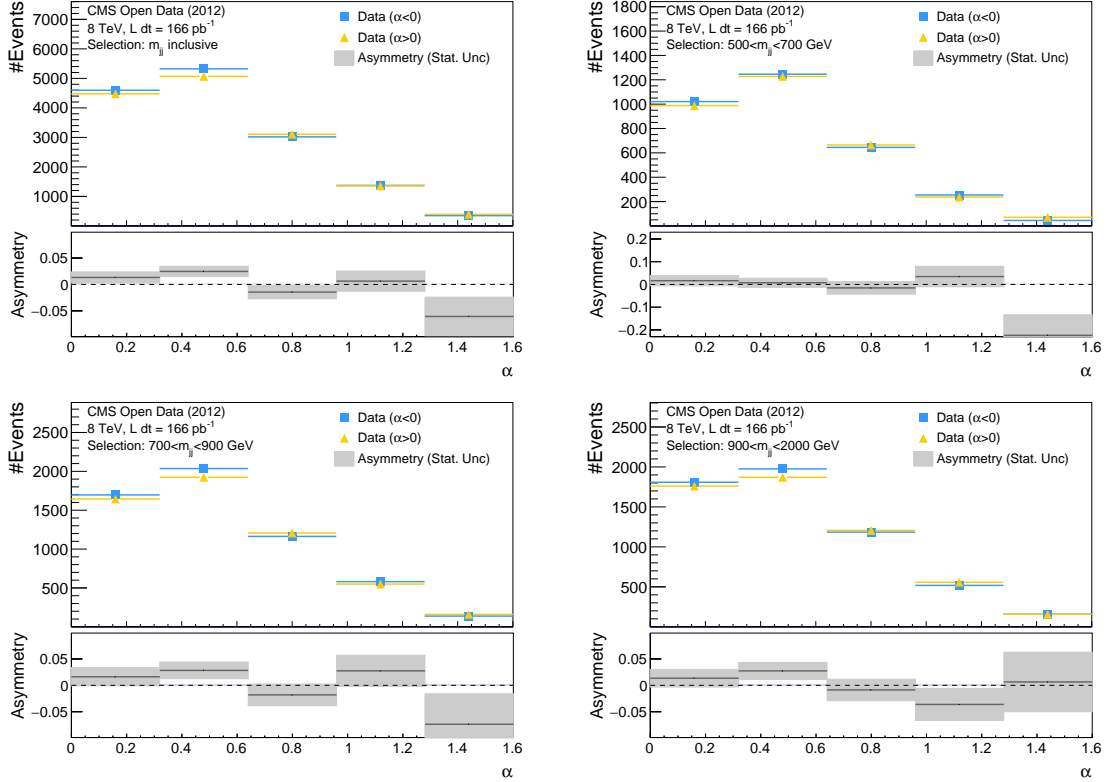 #Events
7000
6000
5000
4000
3000
2000
1000
CMS Open Data (2012)
8 TeV, L dt = 166 pb⁻¹
Selection: mjj inclusive
Data (α<0)
Data (α>0)
Asymmetry (Stat. Unc)
Asymmetry
0.05
0
−0.05
0 0.2 0.4 0.6 0.8 1 1.2 1.4 1.6
α
#Events
1600
1400
1200
1000
800
600
400
200
CMS Open Data (2012)
8 TeV, L dt = 166 pb⁻¹
Selection: 500<mjj<700 GeV
Data (α<0)
Data (α>0)
Asymmetry (Stat. Unc)
Asymmetry
0.2
0.1
0
−0.1
−0.2
0 0.2 0.4 0.6 0.8 1 1.2 1.4 1.6
α
#Events
2500
2000
1500
1000
500
CMS Open Data (2012)
8 TeV, L dt = 166 pb⁻¹
Selection: 700<mjj<900 GeV
Data (α<0)
Data (α>0)
Asymmetry (Stat. Unc)
Asymmetry
0.05
0
−0.05
0 0.2 0.4 0.6 0.8 1 1.2 1.4 1.6
α
#Events
2500
2000
1500
1000
500
CMS Open Data (2012)
8 TeV, L dt = 166 pb⁻¹
Selection: 900<mjj<2000 GeV
Data (α<0)
Data (α>0)
Asymmetry (Stat. Unc)
Asymmetry
0.05
0
−0.05
0 0.2 0.4 0.6 0.8 1 1.2 1.4 1.6
α